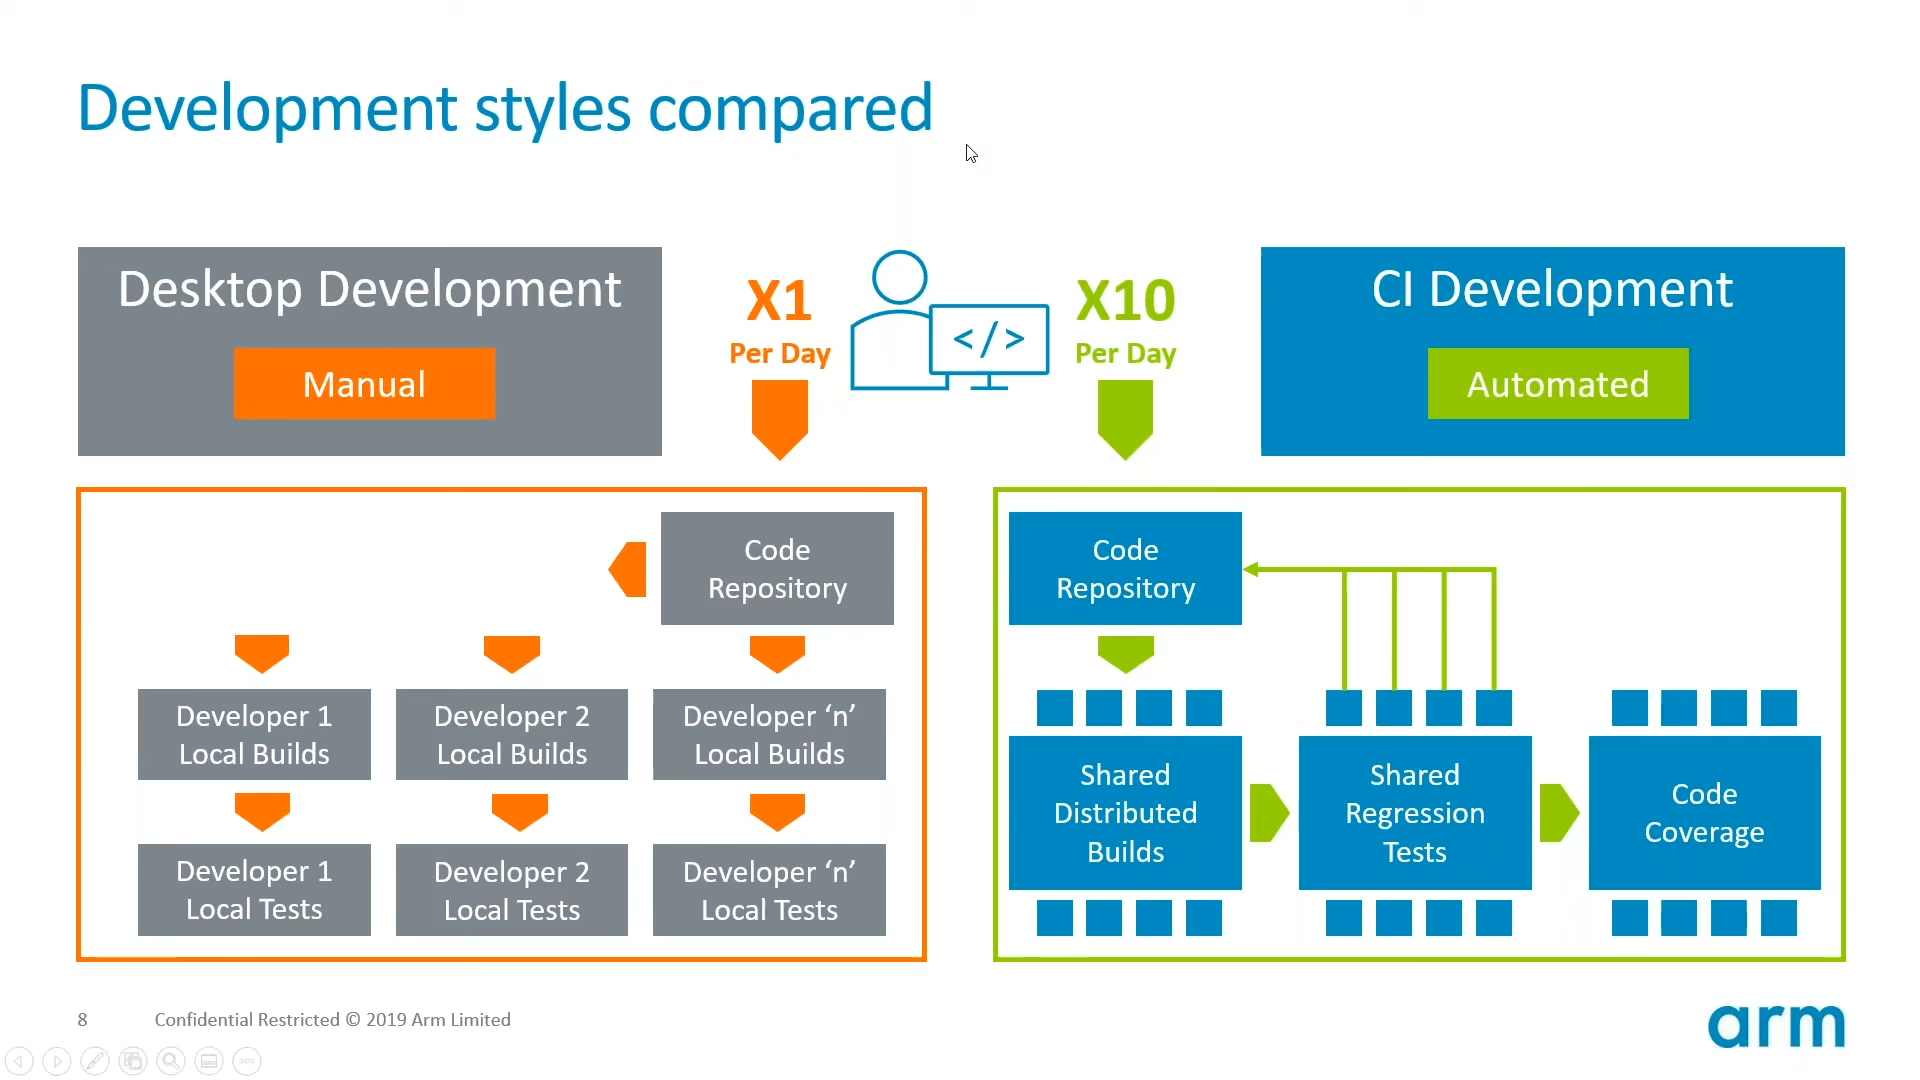 Development styles compared
Desktop Development
Manual
X1
Per Day
</>
X10
Per Day
CI Development
Automated
Code
Repository
Developer 1
Local Builds
Developer 2
Local Builds
Developer ‘n’
Local Builds
Developer 1
Local Tests
Developer 2
Local Tests
Developer ‘n’
Local Tests
Code
Repository
Shared
Distributed
Builds
Shared
Regression
Tests
Code
Coverage
8
Confidential Restricted © 2019 Arm Limited
arm